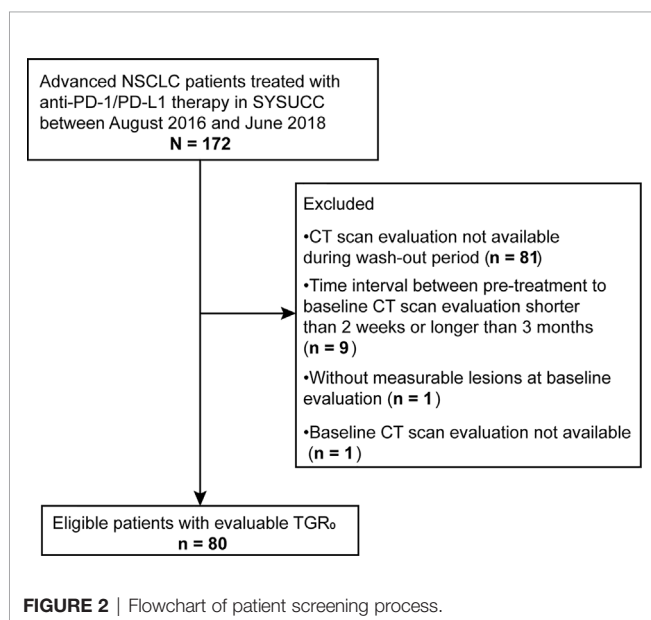 Advanced NSCLC patients treated with
anti-PD-1/PD-L1 therapy in SYSUCC
between August 2016 and June 2018
N = 172
Excluded
•CT scan evaluation not available
during wash-out period (n = 81)
•Time interval between pre-treatment to
baseline CT scan evaluation shorter
than 2 weeks or longer than 3 months
(n = 9)
•Without measurable lesions at baseline
evaluation (n = 1)
•Baseline CT scan evaluation not available
(n = 1)
Eligible patients with evaluable TGR₀
n = 80
FIGURE 2 | Flowchart of patient screening process.